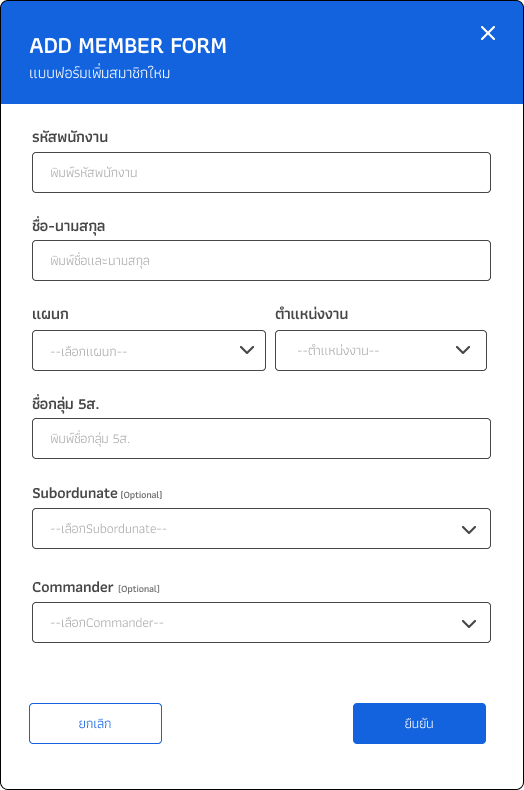 ADD MEMBER FORM
แบบฟอร์มเพิ่มสมาชิกใหม่
รหัสพนักงาน
พิมพ์รหัสพนักงาน
ชื่อ-นามสกุล
พิมพ์ชื่อและนามสกุล
แผนก ตำแหน่งงาน
--เลือกแผนก-- --ตำแหน่งงาน--
ชื่อกลุ่ม 5ส.
พิมพ์ชื่อกลุ่ม 5ส.
Subordunate (Optional)
--เลือกSubordunate--
Commander (Optional)
--เลือกCommander--
ยกเลิก ยืนยัน